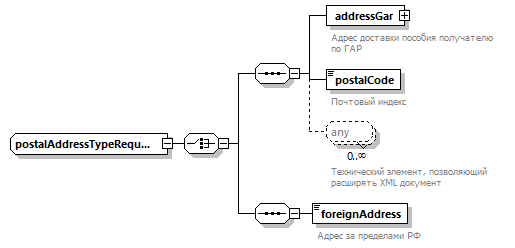 addressGar
Адрес доставки пособия получателю
по ГАР
postalCode
Почтовый индекс
postalAddressTypeRequ...
any
0..∞
Технический элемент, позволяющий
расширять XML документ
foreignAddress
Адрес за пределами РФ